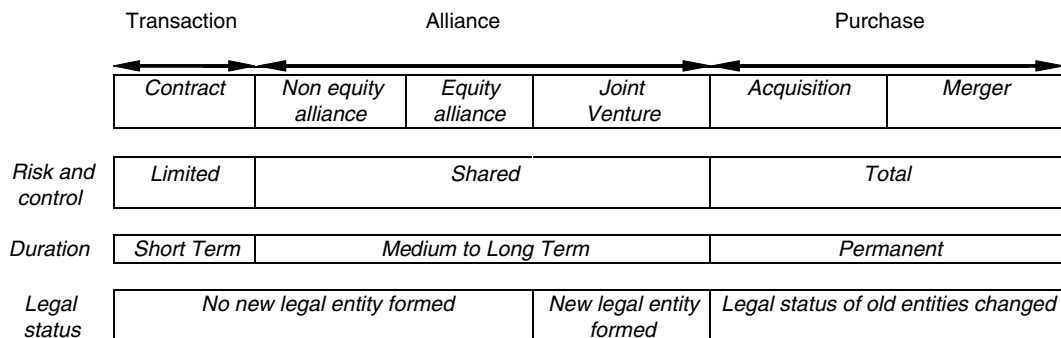 Transaction Alliance Purchase
Contract Non equity Equity Joint Acquisition Merger
alliance alliance Venture
Risk and Limited Shared Total
control
Duration Short Term Medium to Long Term Permanent
Legal No new legal entity formed New legal entity Legal status of old entities changed
status formed